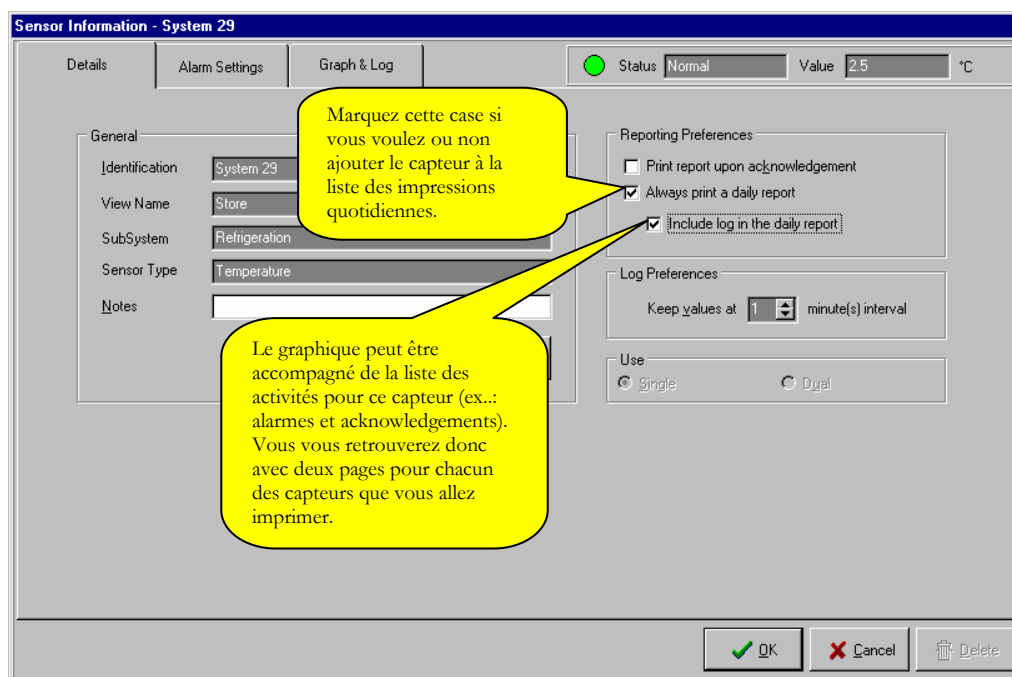 Sensor Information - System 29
Details
Alarm Settings
Graph & Log
Status Normal
Value 2.5 °C
General
Identification System 29
View Name Store
SubSystem Refrigeration
Sensor Type Temperature
Notes
Marquez cette case si
vous voulez ou non
ajouter le capteur à la
liste des impressions
quotidiennes.
Reporting Preferences
Print report upon acknowledgement
Always print a daily report
Include log in the daily report
Log Preferences
Keep values at 1 minute(s) interval
Use
Single
Dual
Le graphique peut être
accompagné de la liste des
activités pour ce capteur (ex..:
alarmes et acknowledgements).
Vous vous retrouverez donc
avec deux pages pour chacun
des capteurs que vous allez
imprimer.
OK
Cancel
Delete